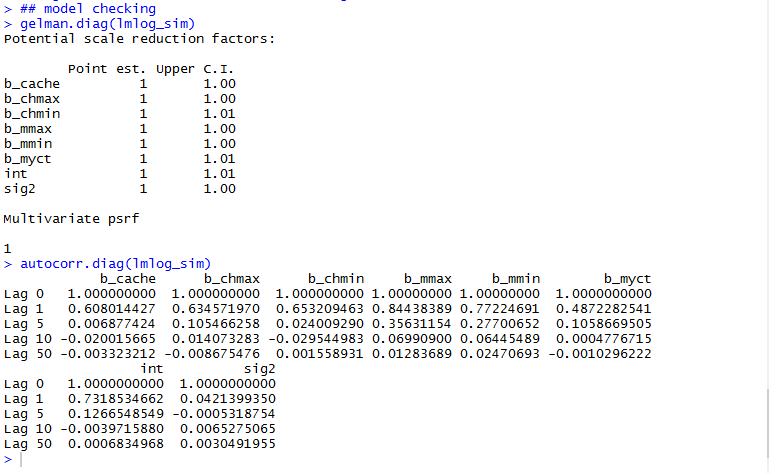 > ## model checking
> gelman.diag(lmlog_sim)
Potential scale reduction factors:
        Point est. Upper C.I.
b_cache          1       1.00
b_chmax          1       1.00
b_chmin          1       1.01
b_mmax           1       1.00
b_mmin           1       1.00
b_myct           1       1.01
int              1       1.01
sig2             1       1.00
Multivariate psrf
1
> autocorr.diag(lmlog_sim)
            b_cache      b_chmax      b_chmin     b_mmax     b_mmin       b_myct
Lag 0   1.000000000  1.000000000  1.000000000 1.00000000 1.00000000  1.0000000000
Lag 1   0.608014427  0.634571970  0.653209463 0.84438389 0.77224691  0.4872282541
Lag 5   0.006877424  0.105466258  0.024009290 0.35631154 0.27700652  0.1058669505
Lag 10 -0.020015665  0.014073283 -0.029544983 0.06990900 0.06445489  0.0004776715
Lag 50 -0.003323212 -0.008675476  0.001558931 0.01283689 0.02470693 -0.0010296222
                 int          sig2
Lag 0   1.0000000000  1.0000000000
Lag 1   0.7318534662  0.0421399350
Lag 5   0.1266548549 -0.0005318754
Lag 10 -0.0039715880  0.0065275065
Lag 50  0.0006834968  0.0030491955
>